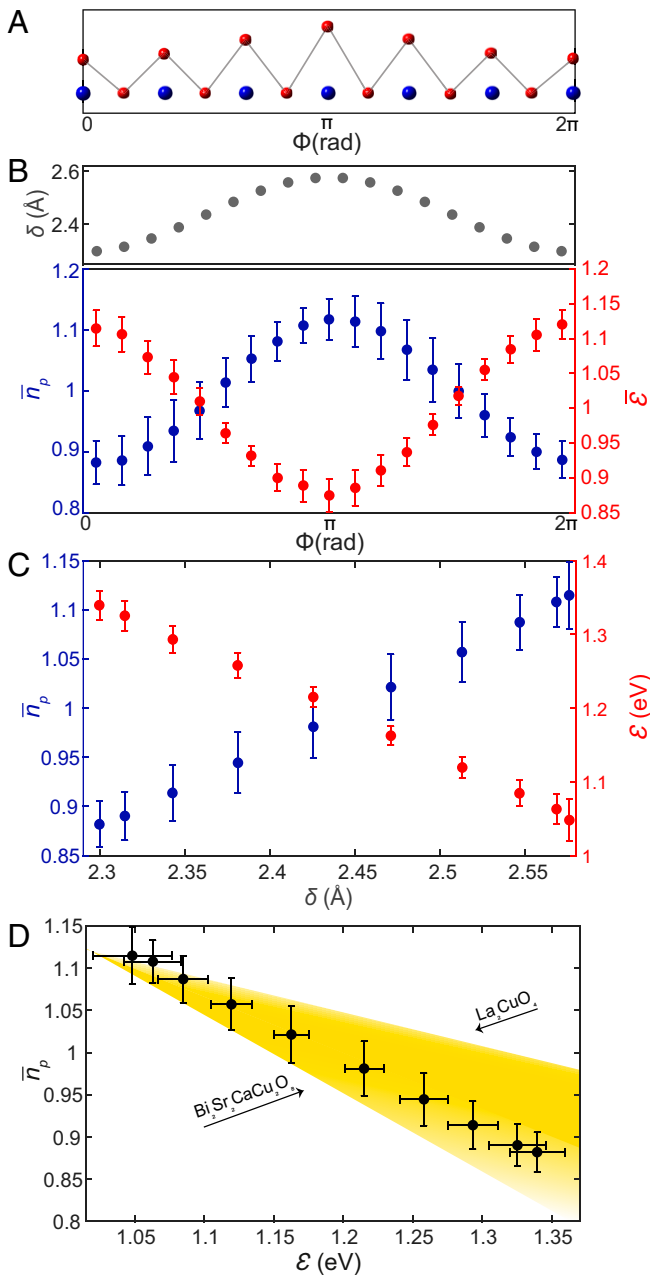 A
0 π 2π
Φ(rad)
B
2.6
2.4
δ (Å)
1.2
1.1
1
0.9
0.8
n̄ₚ
1.2
1.15
1.1
1.05
1
0.95
0.9
0.85
ℰ̄
0 π 2π
Φ(rad)
C
1.15
1.1
1.05
1
0.95
0.9
0.85
n̄ₚ
1.4
1.3
1.2
1.1
1
ℰ (eV)
2.3 2.35 2.4 2.45 2.5 2.55
δ (Å)
D
1.15
1.1
1.05
1
0.95
0.9
0.85
0.8
n̄ₚ
La₂CuO₄
Bi₂Sr₂CaCu₂O₈
1.05 1.1 1.15 1.2 1.25 1.3 1.35
ℰ (eV)